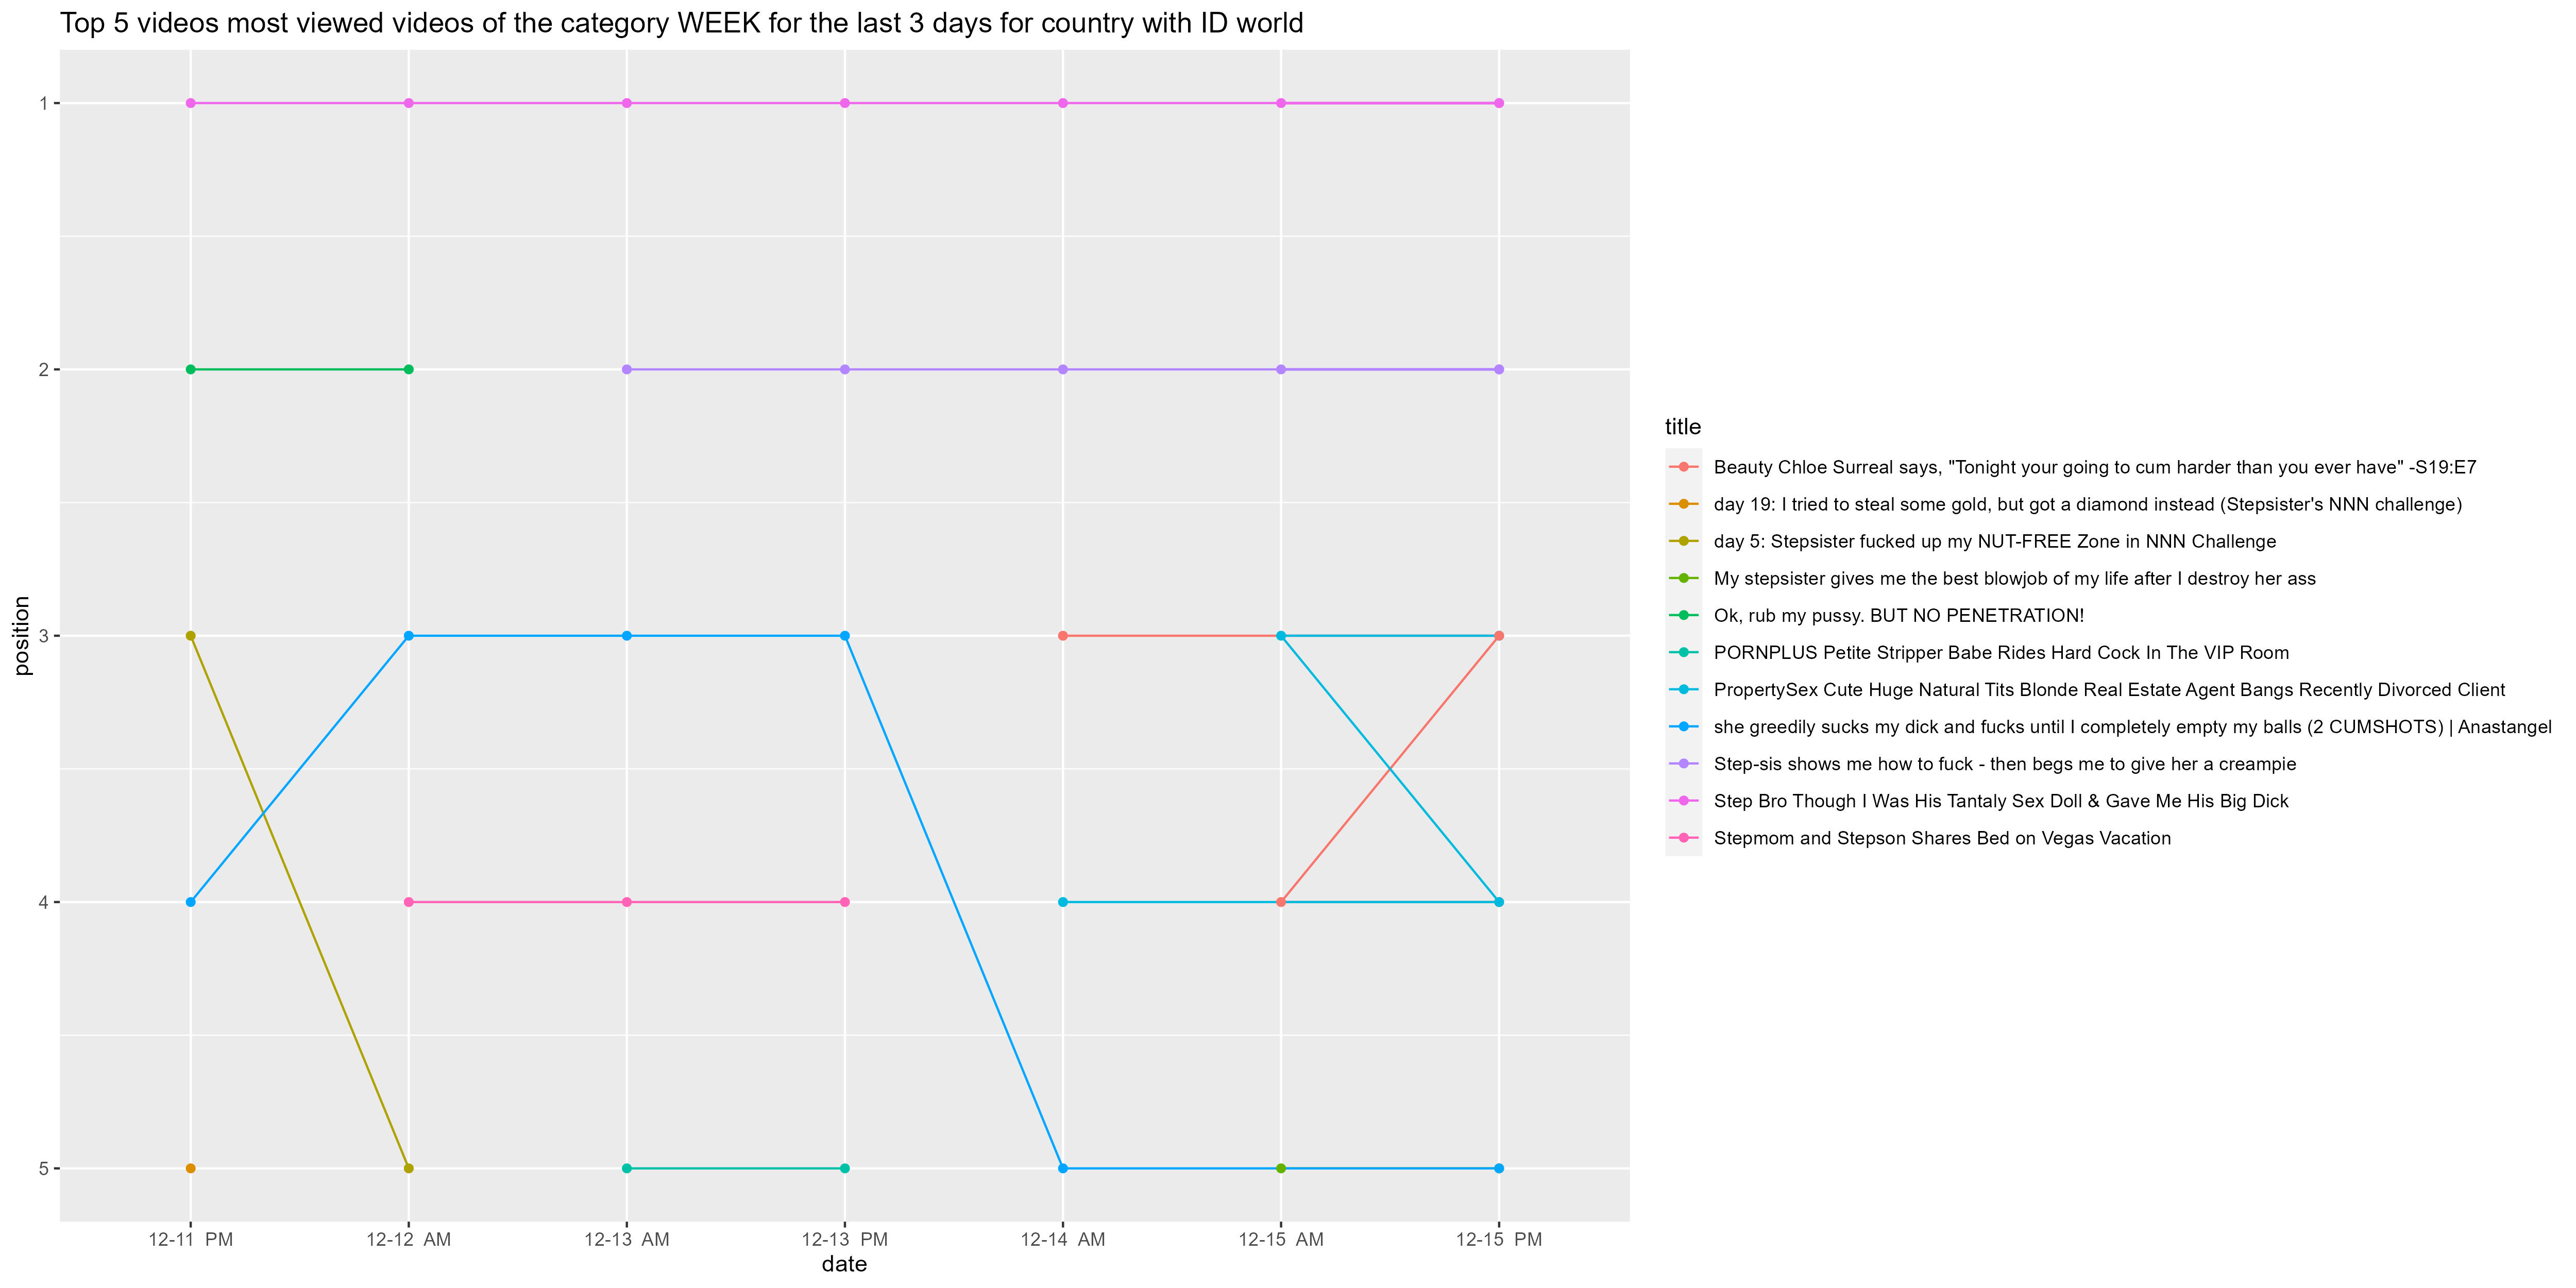 Top 5 videos most viewed videos of the category WEEK for the last 3 days for country with ID world
position
1
2
3
4
5
12-11 PM
12-12 AM
12-13 AM
12-13 PM
12-14 AM
12-15 AM
12-15 PM
date
title
Beauty Chloe Surreal says, "Tonight your going to cum harder than you ever have" -S19:E7
day 19: I tried to steal some gold, but got a diamond instead (Stepsister's NNN challenge)
day 5: Stepsister fucked up my NUT-FREE Zone in NNN Challenge
My stepsister gives me the best blowjob of my life after I destroy her ass
Ok, rub my pussy. BUT NO PENETRATION!
PORNPLUS Petite Stripper Babe Rides Hard Cock In The VIP Room
PropertySex Cute Huge Natural Tits Blonde Real Estate Agent Bangs Recently Divorced Client
she greedily sucks my dick and fucks until I completely empty my balls (2 CUMSHOTS) | Anastangel
Step-sis shows me how to fuck - then begs me to give her a creampie
Step Bro Though I Was His Tantaly Sex Doll & Gave Me His Big Dick
Stepmom and Stepson Shares Bed on Vegas Vacation